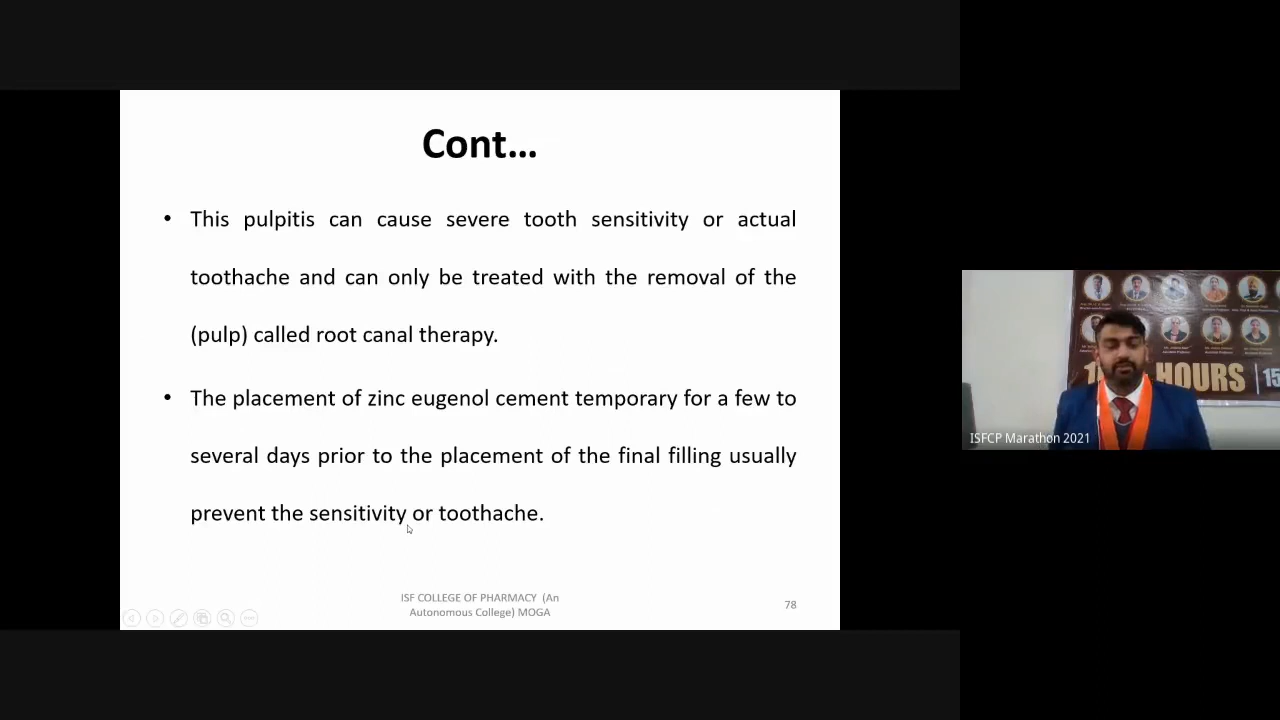 Cont...
• This pulpitis can cause severe tooth sensitivity or actual
toothache and can only be treated with the removal of the
(pulp) called root canal therapy.
• The placement of zinc eugenol cement temporary for a few to
several days prior to the placement of the final filling usually
prevent the sensitivity or toothache.
ISF COLLEGE OF PHARMACY (An
Autonomous College) MOGA
78
HOURS
15
ISFCP Marathon 2021